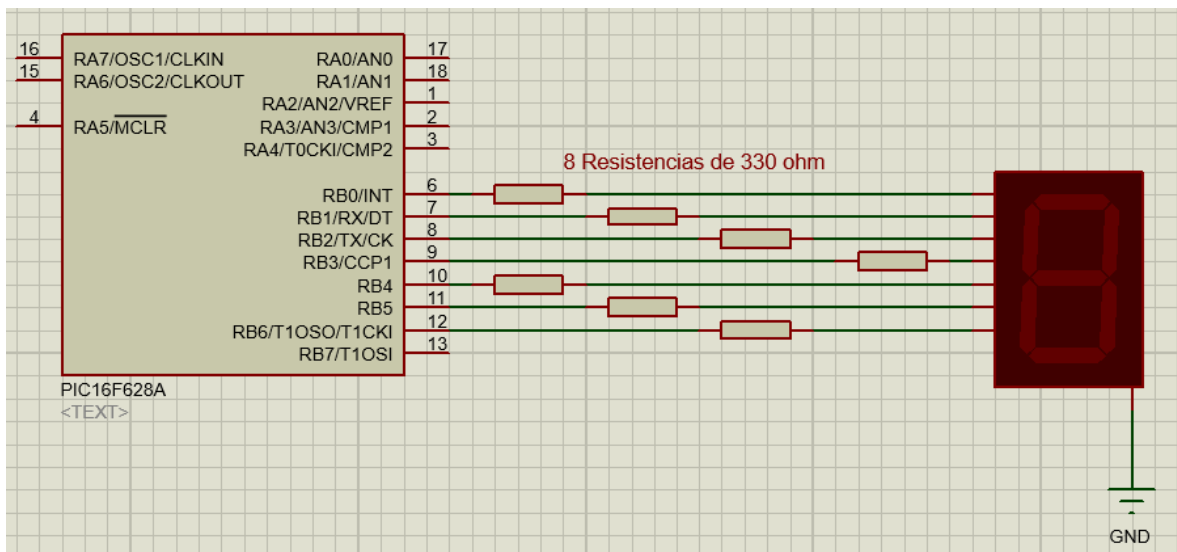 16 RA7/OSC1/CLKIN RA0/AN0 17
15 RA6/OSC2/CLKOUT RA1/AN1 18
RA2/AN2/VREF 1
4 RA5/MCLR RA3/AN3/CMP1 2
RA4/T0CKI/CMP2 3
8 Resistencias de 330 ohm
RB0/INT 6
RB1/RX/DT 7
RB2/TX/CK 8
RB3/CCP1 9
RB4 10
RB5 11
RB6/T1OSO/T1CKI 12
RB7/T1OSI 13
PIC16F628A
<TEXT>
GND